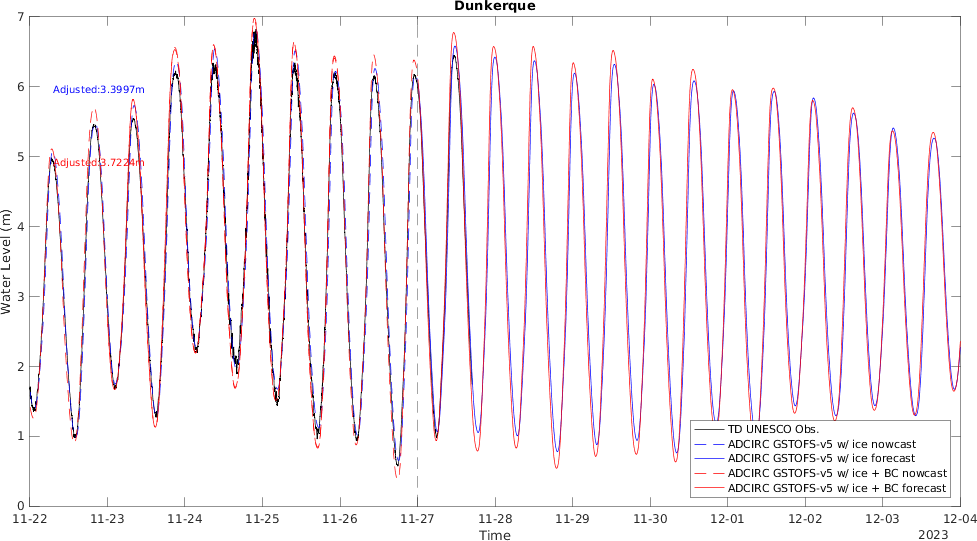 Dunkerque
7
6
5
4
3
2
1
0
Water Level (m)
Adjusted:3.3997m
Adjusted:3.7224m
TD UNESCO Obs.
ADCIRC GSTOFS-v5 w/ ice nowcast
ADCIRC GSTOFS-v5 w/ ice forecast
ADCIRC GSTOFS-v5 w/ ice + BC nowcast
ADCIRC GSTOFS-v5 w/ ice + BC forecast
11-22 11-23 11-24 11-25 11-26 11-27 11-28 11-29 11-30 12-01 12-02 12-03 12-04
Time
2023